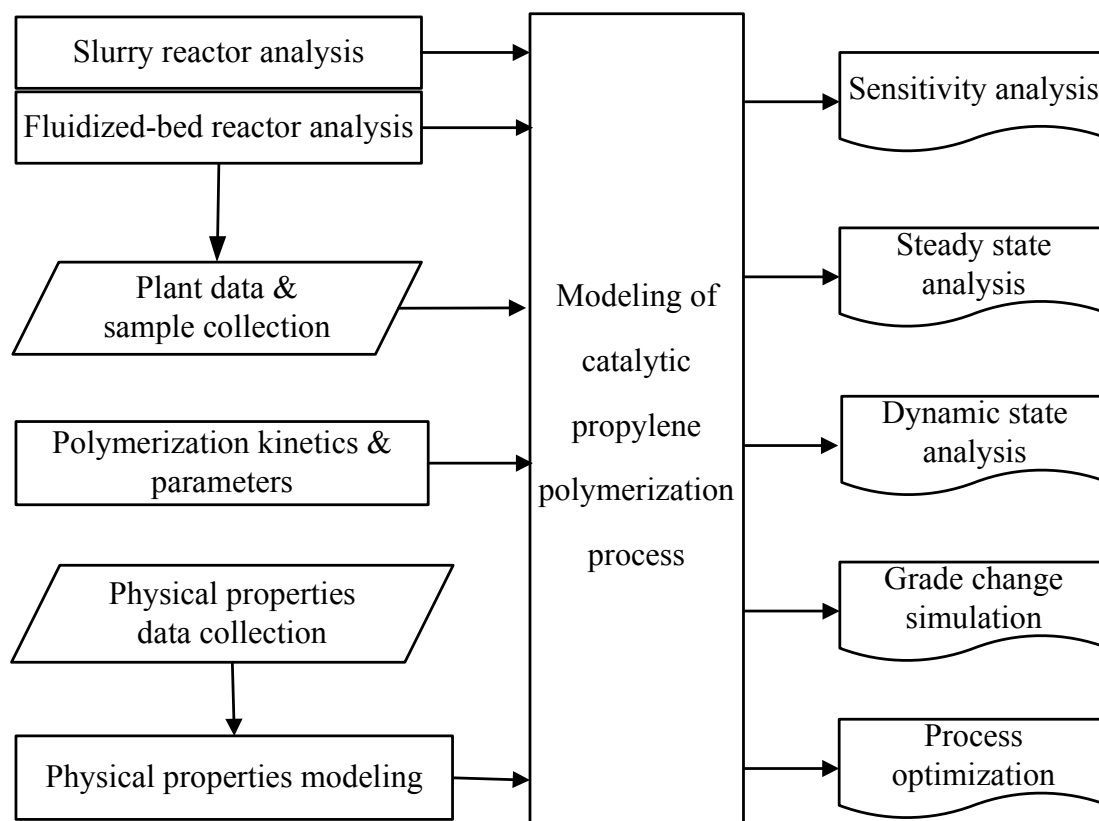 Slurry reactor analysis
Fluidized-bed reactor analysis
Plant data &
sample collection
Polymerization kinetics &
parameters
Physical properties
data collection
Physical properties modeling
Modeling of
catalytic
propylene
polymerization
process
Sensitivity analysis
Steady state
analysis
Dynamic state
analysis
Grade change
simulation
Process
optimization